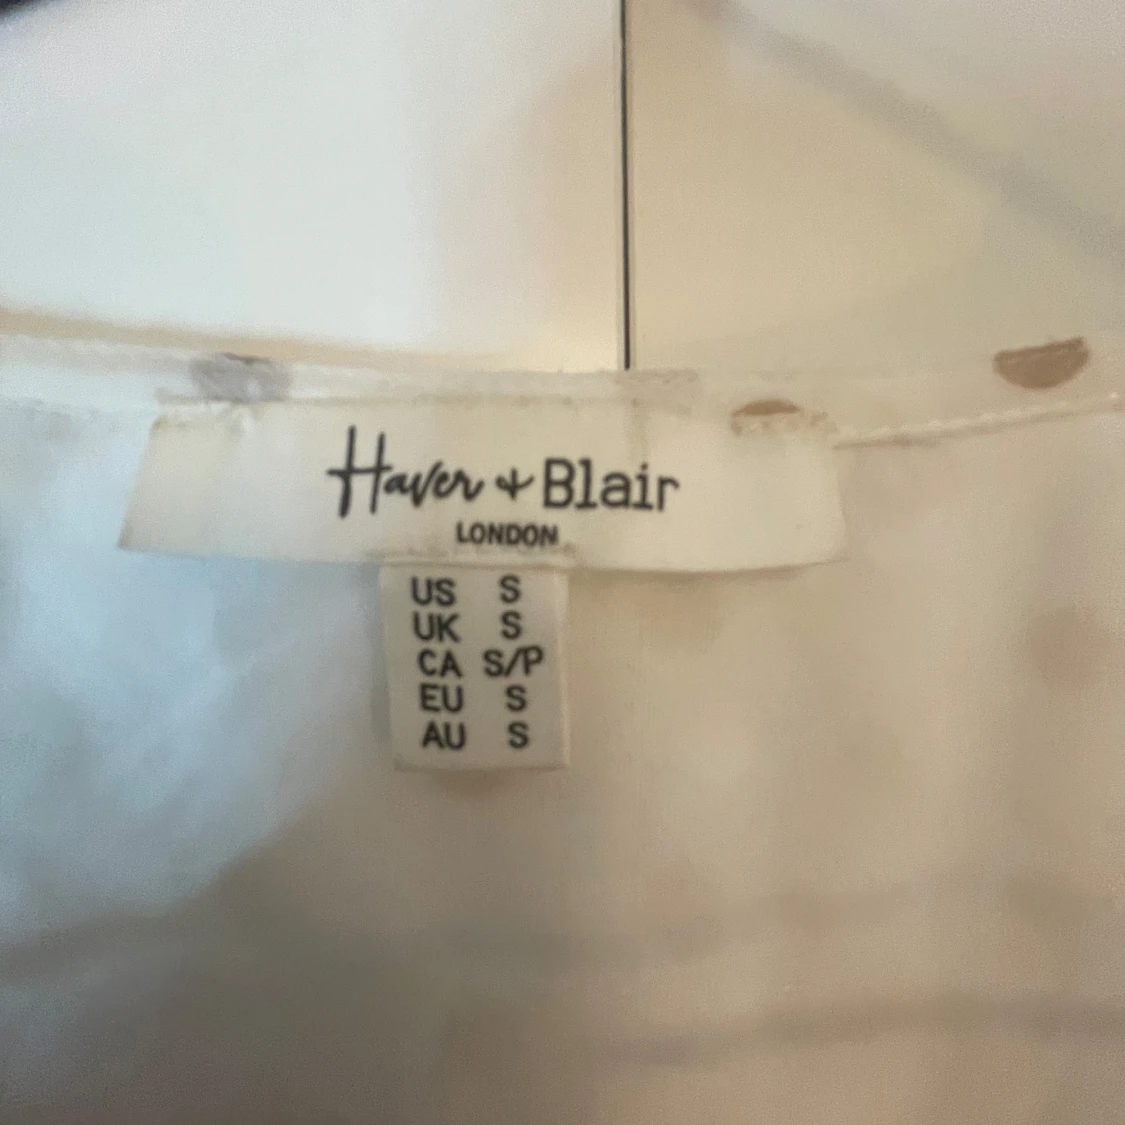 Haver + Blair
LONDON
US S
UK S
CA S/P
EU S
AU S